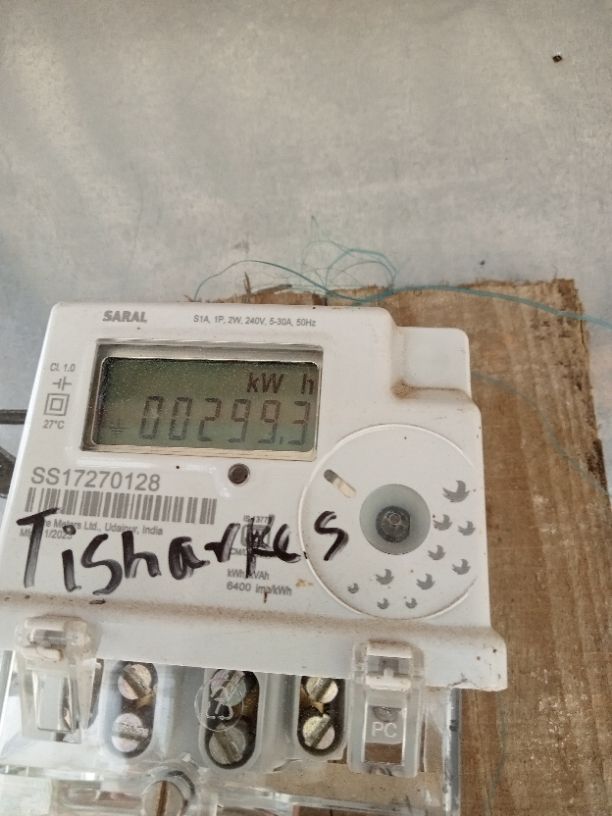 SARAL
S1A, 1P, 2W, 240V, 5-30A, 50Hz
Cl. 1.0
kW h
00299.3
27°C
SS17270128
Meters Ltd., Udaipur, India
Tisharkes
6400 imp/kWh
PC